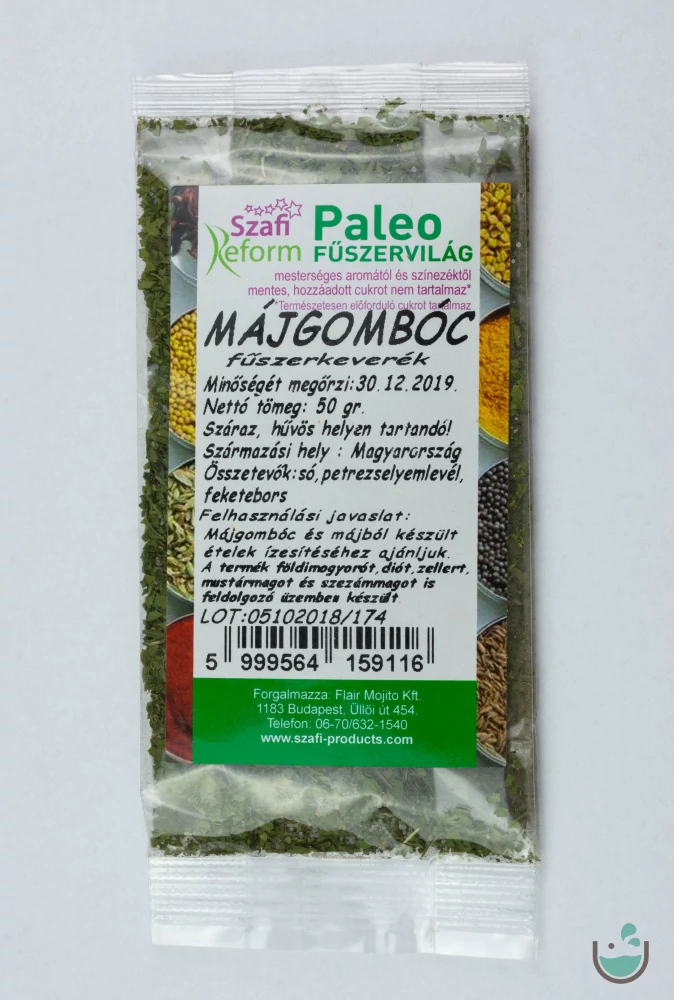 Szafi
Reform
Paleo
FŰSZERVILÁG
mesterséges aromától és színezéktől
mentes, hozzáadott cukrot nem tartalmaz*
*Természetesen előforduló cukrot tartalmaz
MÁJGOMBÓC
fűszerkeverék
Minőségét megőrzi:30.12.2019.
Nettó tömeg: 50 gr.
Száraz, hűvös helyen tartandó!
Származási hely : Magyarország
Összetevők:só,petrezselyemlevél,
feketebors
Felhasználási javaslat:
Májgombóc és májból készült
ételek ízesítéséhez ajánljuk.
A termék földimogyorót,diót,zellert,
mustármagot és szezámmagot is
feldolgozó üzemben készült.
LOT:05102018/174
5 999564 159116
Forgalmazza: Flair Mojito Kft.
1183 Budapest, Üllői út 454.
Telefon: 06-70/632-1540
www.szafi-products.com